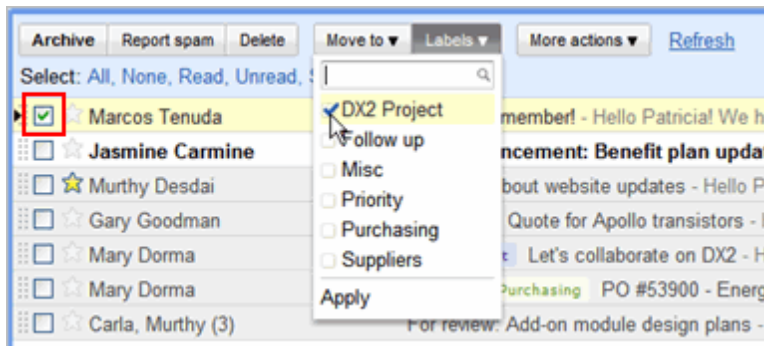 Archive Report spam Delete Move to ▼ Labels ▼ More actions ▼ Refresh
Select: All, None, Read, Unread,
Marcos Tenuda member! - Hello Patricia! We h
DX2 Project
Follow up
Jasmine Carmine ncement: Benefit plan upda
Misc
Murthy Desdai bout website updates - Hello P
Priority
Gary Goodman Quote for Apollo transistors -
Purchasing
Mary Dorma Let's collaborate on DX2 - H
Suppliers
Mary Dorma Purchasing PO #53900 - Energ
Apply
Carla, Murthy (3) For review: Add-on module design plans -